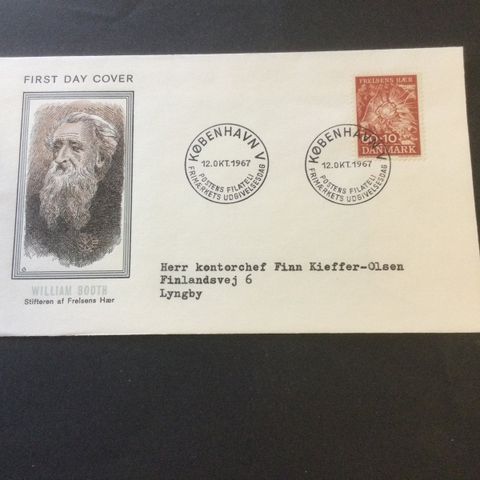 FIRST DAY COVER
WILLIAM BOOTH
Stifteren af Frelsens Hær
KØBENHAVN V
12.OKT.1967
POSTENS FILATELI
FRIMÆRKETS UDGIVELSESDAG
KØBENHAVN V
12.OKT.1967
POSTENS FILATELI
FRIMÆRKETS UDGIVELSESDAG
FRELSENS HÆR
10
DANMARK
Herr kontorchef Finn Kieffer-Olsen
Finlandsvej 6
Lyngby